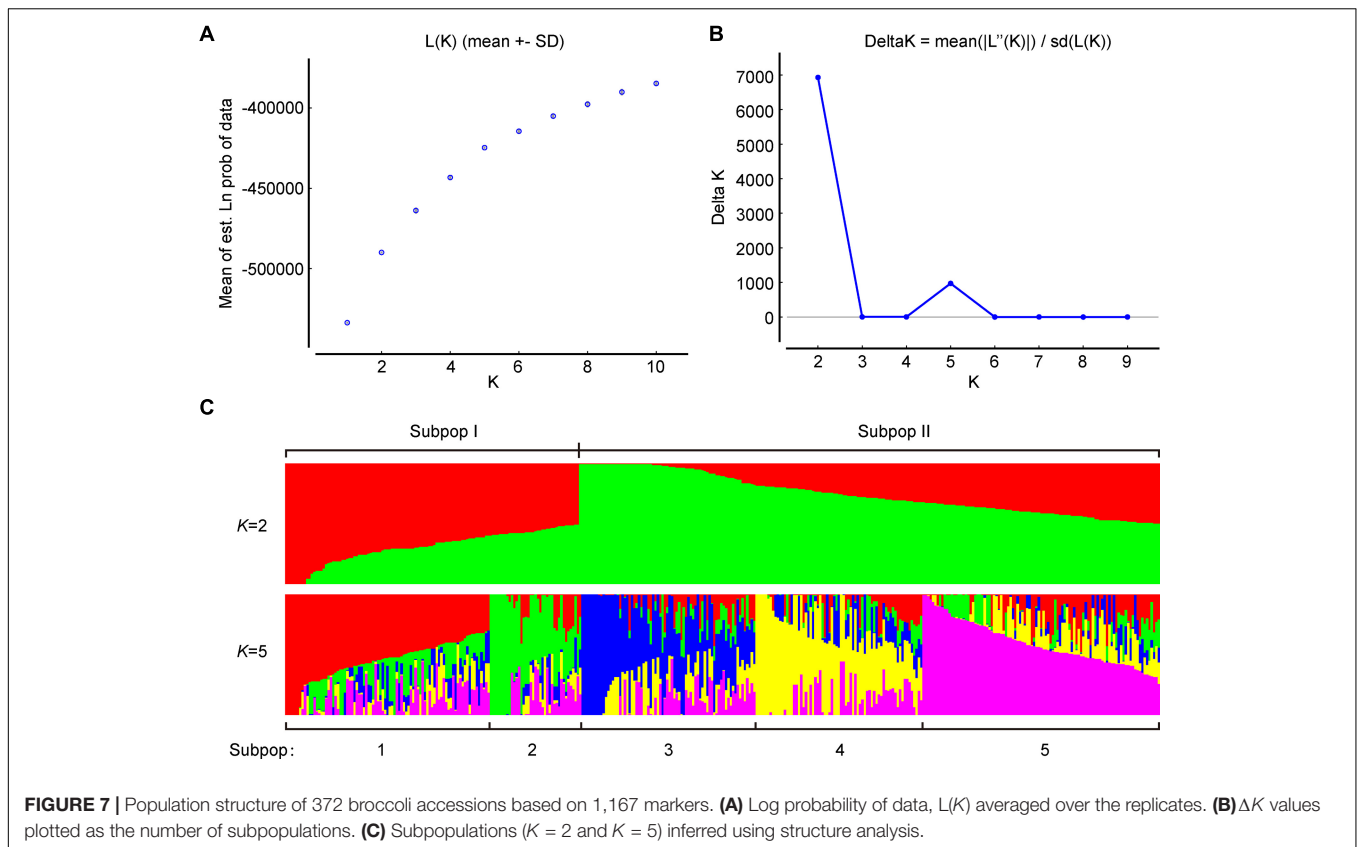 A
L(K) (mean +- SD)
Mean of est. Ln prob of data
-400000
-450000
-500000
2 4 6 8 10
K
B
DeltaK = mean(|L''(K)|) / sd(L(K))
Delta K
7000
6000
5000
4000
3000
2000
1000
0
2 3 4 5 6 7 8 9
K
C
Subpop I Subpop II
K=2
K=5
Subpop: 1 2 3 4 5
FIGURE 7 | Population structure of 372 broccoli accessions based on 1,167 markers. (A) Log probability of data, L(K) averaged over the replicates. (B) ΔK values
plotted as the number of subpopulations. (C) Subpopulations (K = 2 and K = 5) inferred using structure analysis.